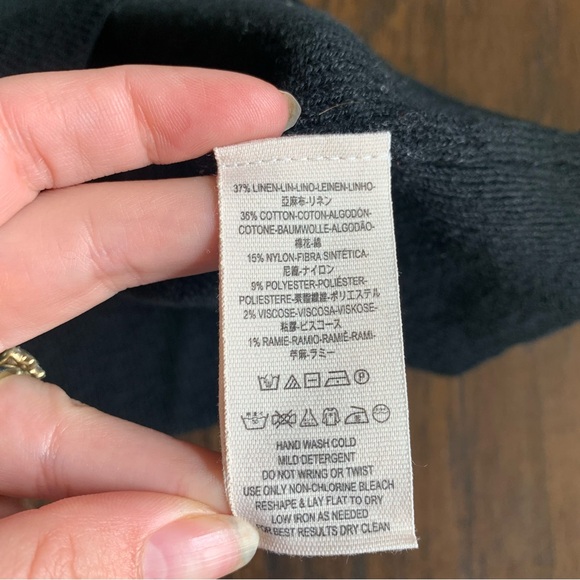 37% LINEN-LIN-LINO-LEINEN-LINHO-
亞麻布-リネン
36% COTTON-COTON-ALGODÓN-
COTONE-BAUMWOLLE-ALGODÃO-
棉花-綿
15% NYLON-FIBRA SINTÉTICA-
尼龍-ナイロン
9% POLYESTER-POLIÉSTER-
POLIESTERE-聚酯纖維-ポリエステル
2% VISCOSE-VISCOSA-VISKOSE-
粘膠-ビスコース
1% RAMIE-RAMIO-RAMIE-RAMI-
苧麻-ラミー
HAND WASH COLD
MILD DETERGENT
DO NOT WRING OR TWIST
USE ONLY NON-CHLORINE BLEACH
RESHAPE & LAY FLAT TO DRY
LOW IRON AS NEEDED
FOR BEST RESULTS DRY CLEAN